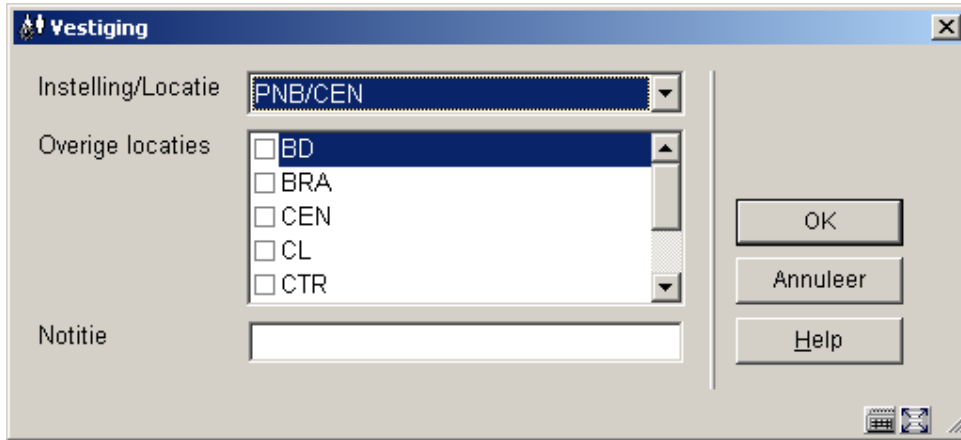 Vestiging
Instelling/Locatie PNB/CEN
Overige locaties BD
BRA
CEN
CL
CTR
OK
Annuleer
Notitie
Help